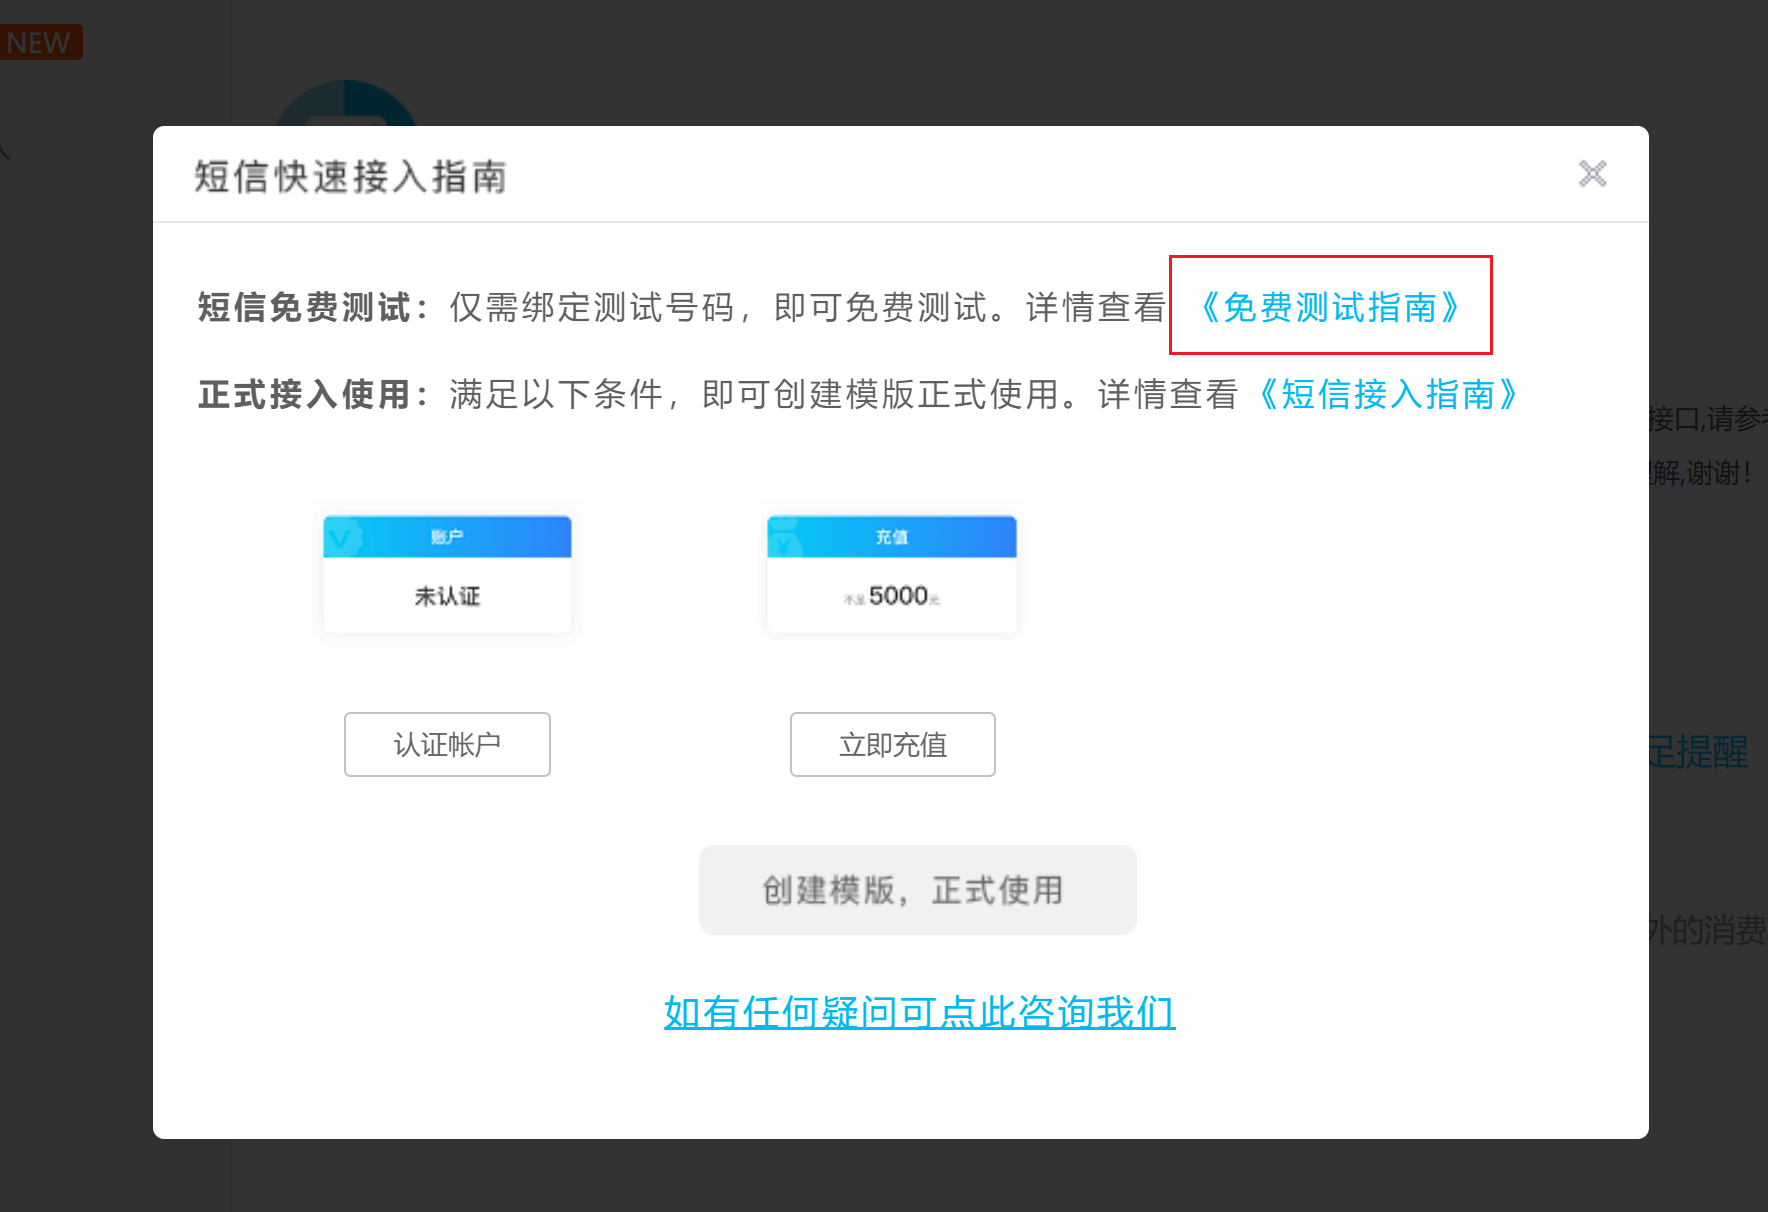 NEW
短信快速接入指南
短信免费测试：仅需绑定测试号码，即可免费测试。详情查看《免费测试指南》
正式接入使用：满足以下条件，即可创建模版正式使用。详情查看《短信接入指南》
接口,请参考
解,谢谢！
账户
充值
未认证
不足5000元
足提醒
认证帐户
立即充值
创建模版，正式使用
外的消费
如有任何疑问可点此咨询我们